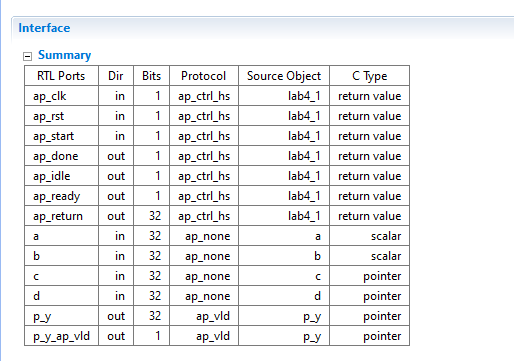 Interface
Summary
RTL Ports Dir Bits Protocol Source Object C Type
ap_clk in 1 ap_ctrl_hs lab4_1 return value
ap_rst in 1 ap_ctrl_hs lab4_1 return value
ap_start in 1 ap_ctrl_hs lab4_1 return value
ap_done out 1 ap_ctrl_hs lab4_1 return value
ap_idle out 1 ap_ctrl_hs lab4_1 return value
ap_ready out 1 ap_ctrl_hs lab4_1 return value
ap_return out 32 ap_ctrl_hs lab4_1 return value
a in 32 ap_none a scalar
b in 32 ap_none b scalar
c in 32 ap_none c pointer
d in 32 ap_none d pointer
p_y out 32 ap_vld p_y pointer
p_y_ap_vld out 1 ap_vld p_y pointer